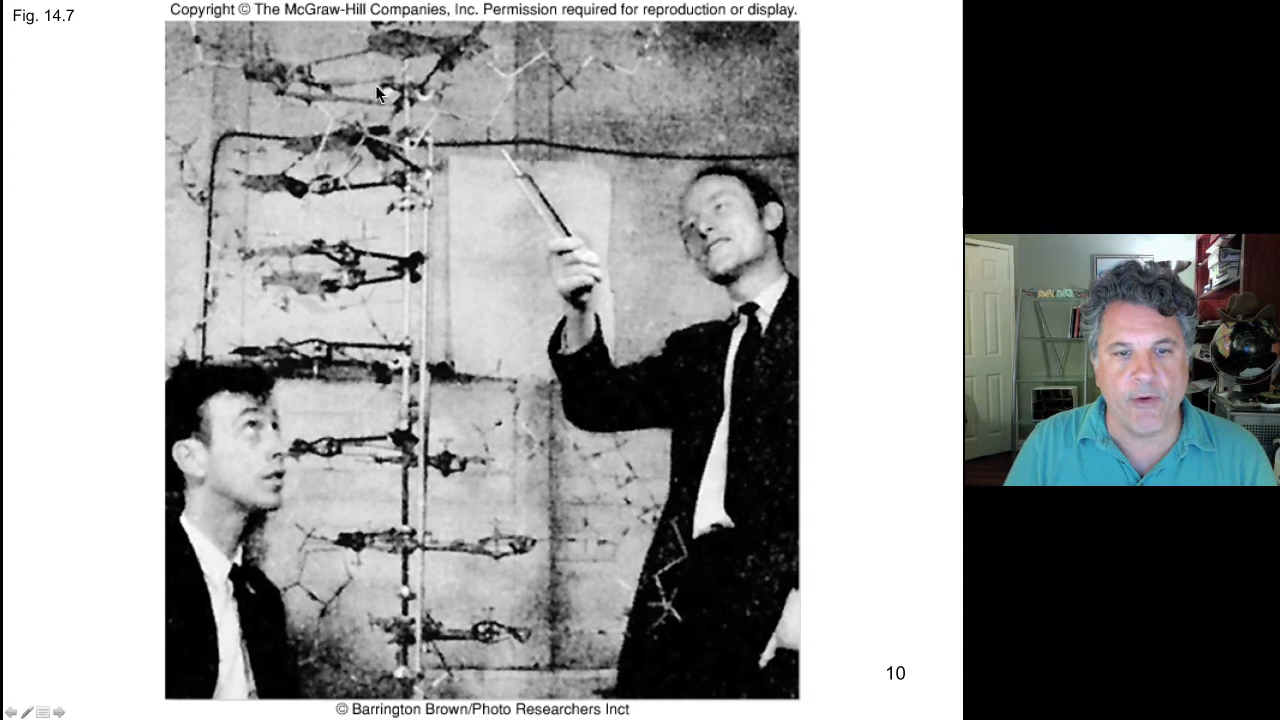 Fig. 14.7
Copyright © The McGraw-Hill Companies, Inc. Permission required for reproduction or display.
10
© Barrington Brown/Photo Researchers Inct